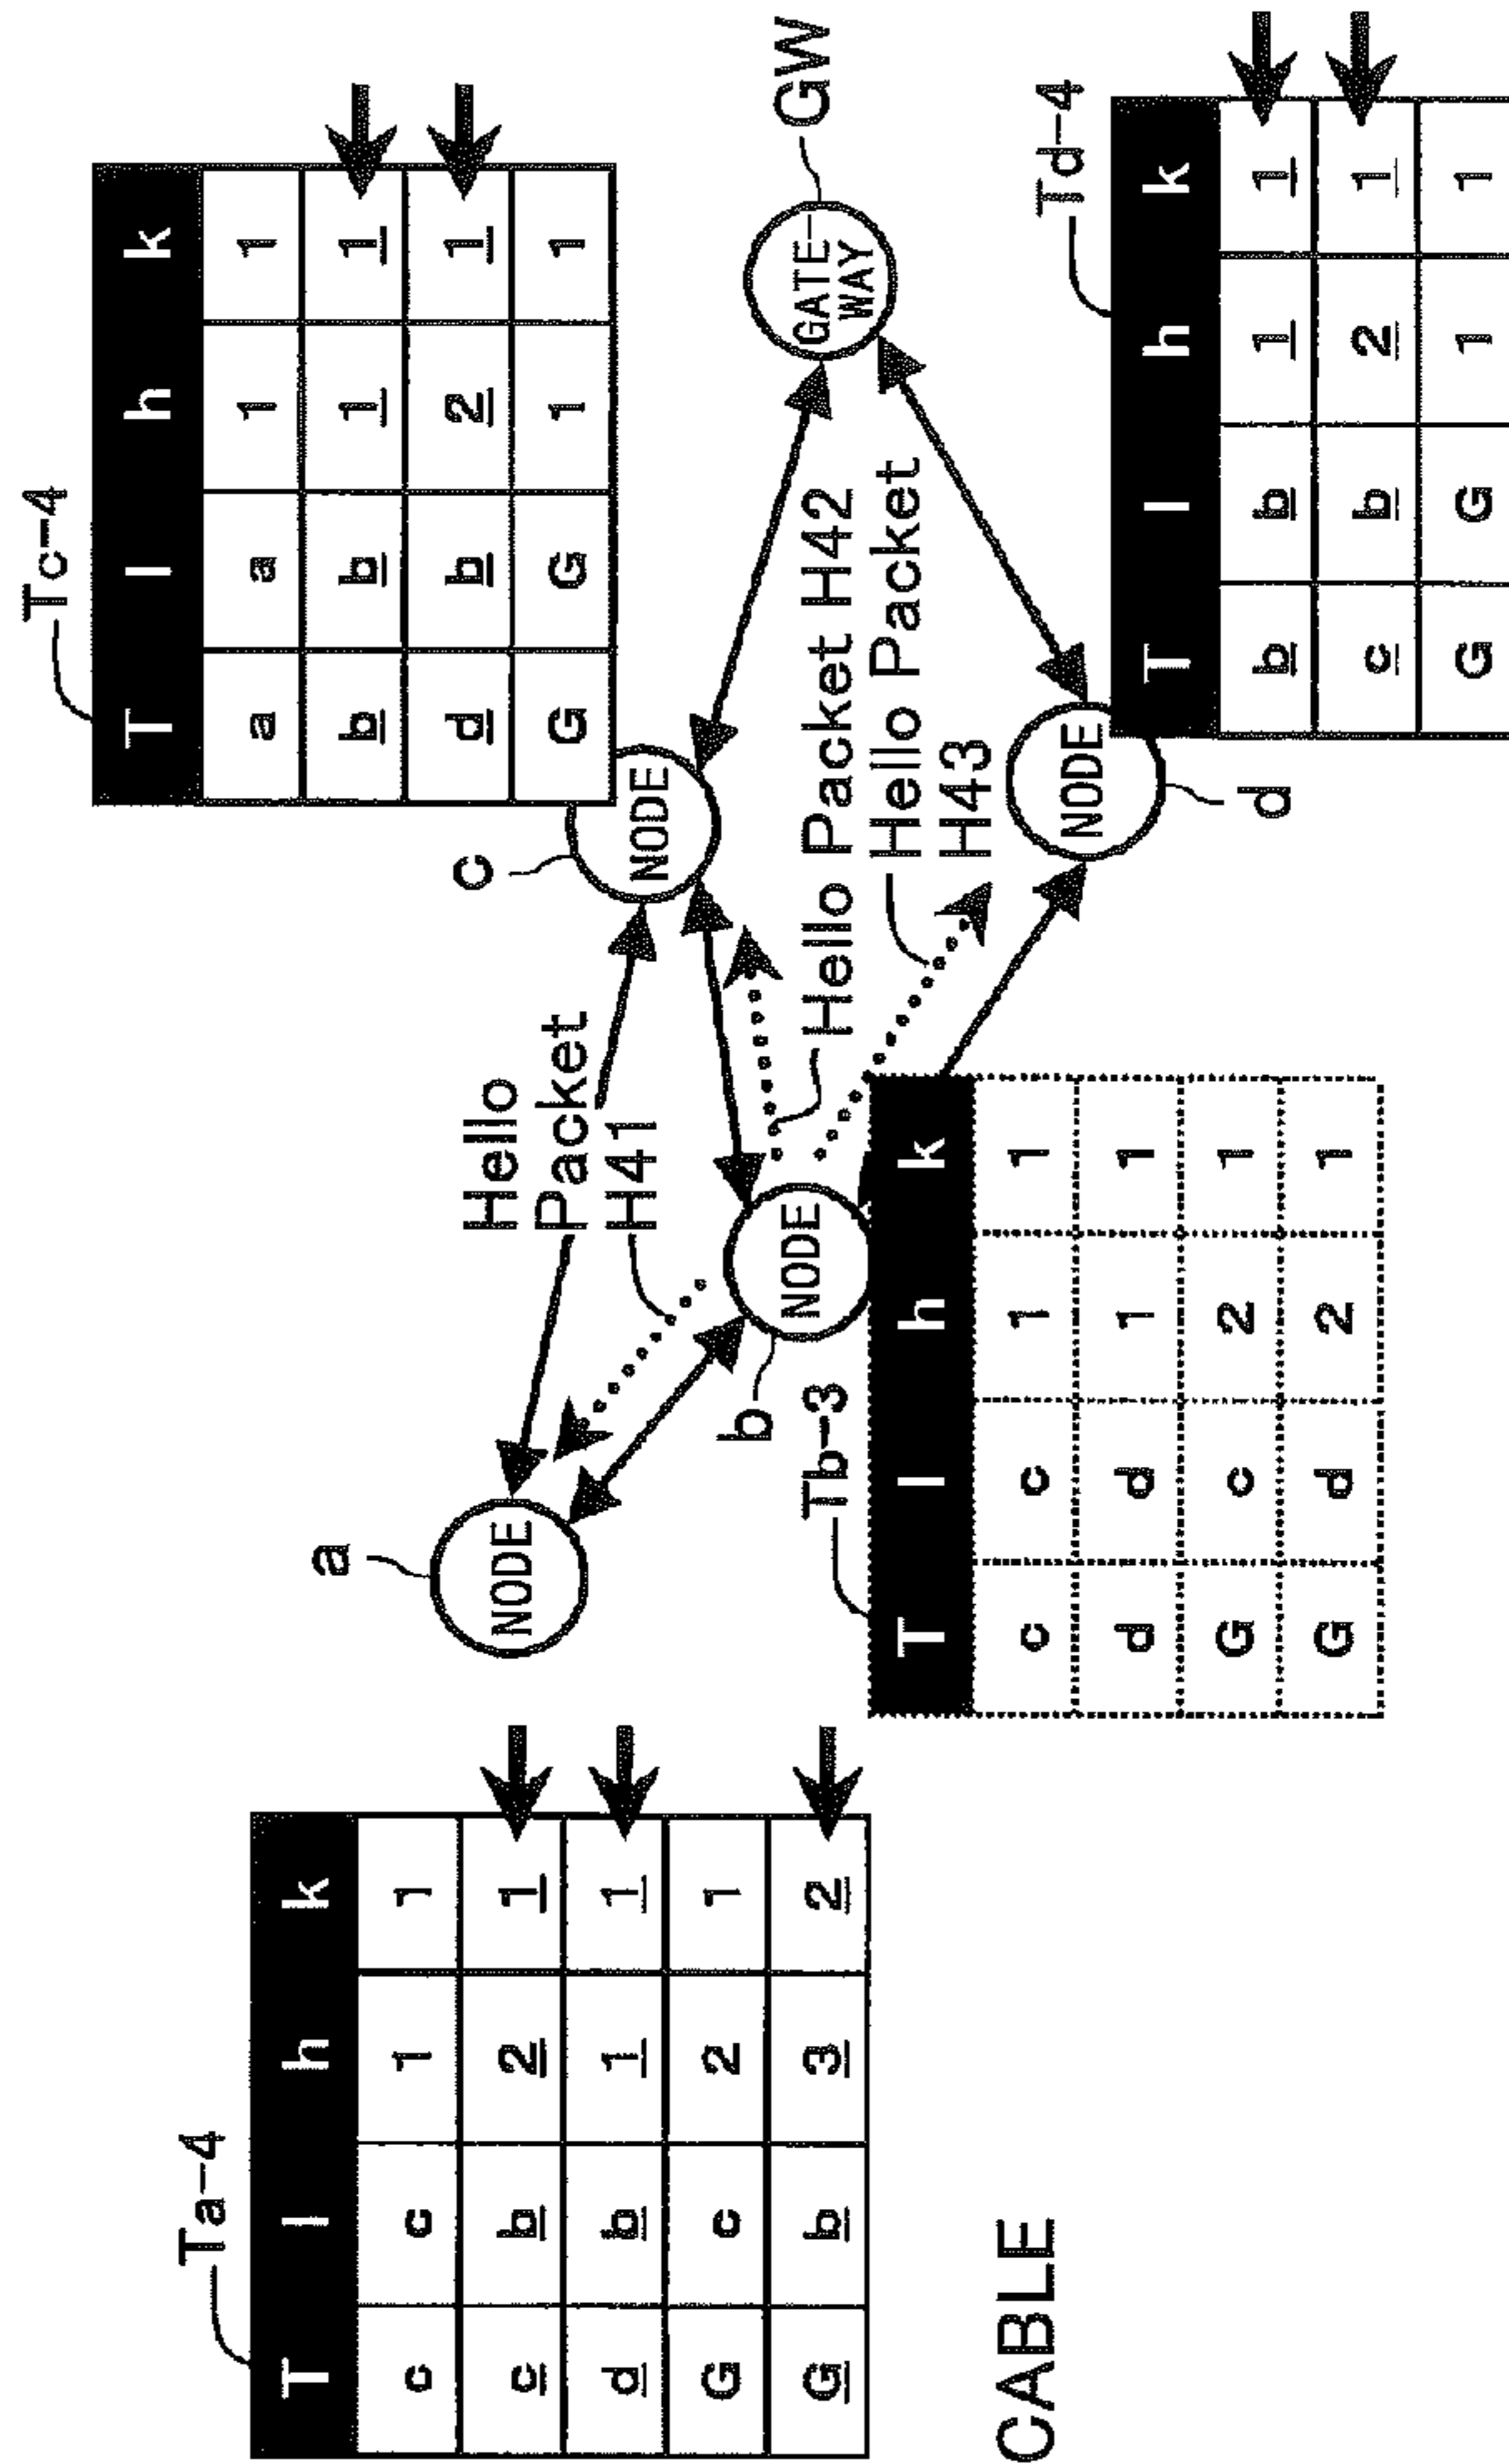 Tc-4
T l h k
a a 1 1
b b 1 1
d b 2 1
G G 1 1
Ta-4
T l h k
c c 1 1
c b 2 1
d b 1 1
G c 2 1
G b 3 2
a
NODE
Hello
Packet
H41
c
NODE
b
NODE
GW
GATE-
WAY
Hello Packet H42
Hello Packet
H43
Tb-3
T l h k
c c 1 1
d d 1 1
G c 2 1
G d 2 1
CABLE
NODE
d
Td-4
T l h k
b b 1 1
c b 2 1
G G 1 1